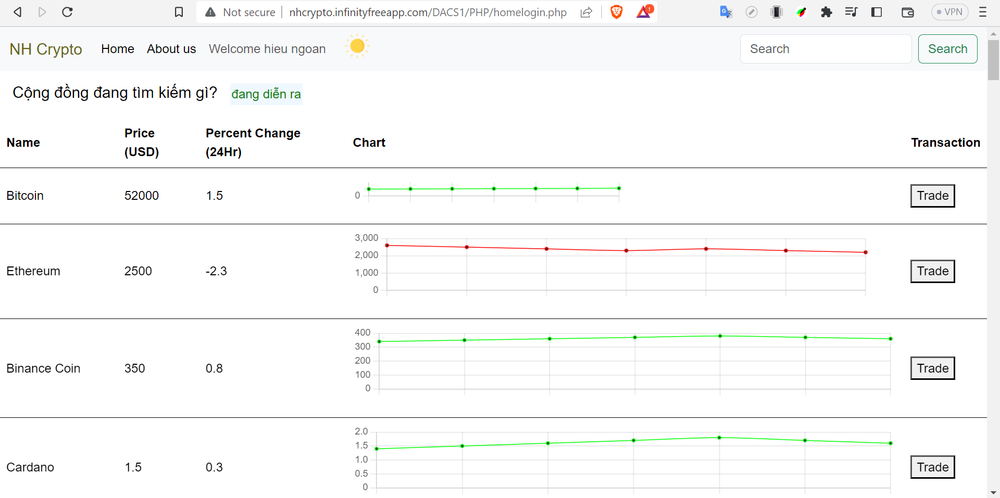 Not secure nhcrypto.infinityfreeapp.com/DACS1/PHP/homelogin.php 1 VPN
NH Crypto Home About us Welcome hieu ngoan Search Search
Cộng đồng đang tìm kiếm gì? đang diễn ra
Name Price (USD) Percent Change (24Hr) Chart Transaction
Bitcoin 52000 1.5 Trade
0
Ethereum 2500 -2.3 Trade
3,000
2,000
1,000
0
Binance Coin 350 0.8 Trade
400
300
200
100
0
Cardano 1.5 0.3 Trade
2.0
1.5
1.0
0.5
0